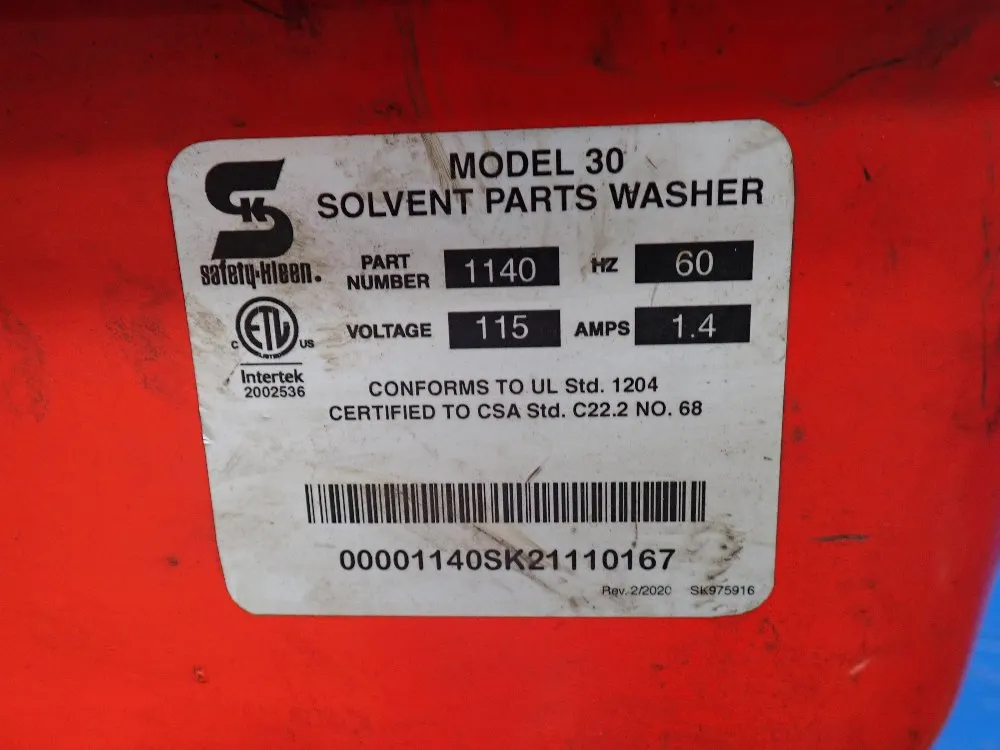 MODEL 30
SOLVENT PARTS WASHER
SK
safety-kleen.
PART NUMBER 1140 HZ 60
VOLTAGE 115 AMPS 1.4
C ETL US
LISTED
Intertek
2002536
CONFORMS TO UL Std. 1204
CERTIFIED TO CSA Std. C22.2 NO. 68
00001140SK21110167
Rev. 2/2020 SK975916